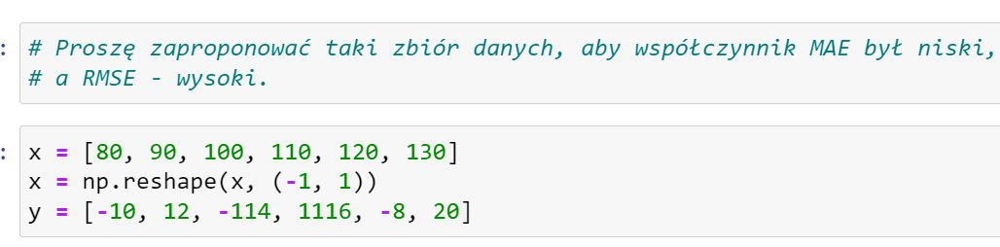 : # Proszę zaproponować taki zbiór danych, aby współczynnik MAE był niski,
# a RMSE - wysoki.
: x = [80, 90, 100, 110, 120, 130]
x = np.reshape(x, (-1, 1))
y = [-10, 12, -114, 1116, -8, 20]